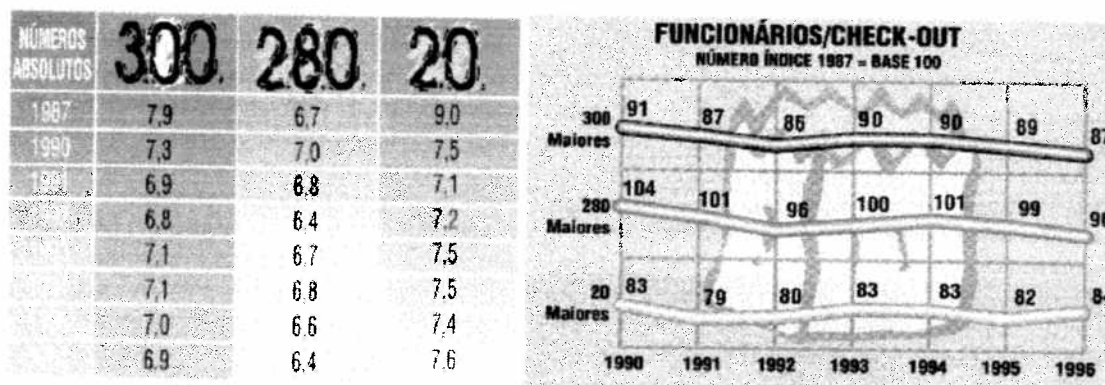 NÚMEROS ABSOLUTOS 300 280 20
1987 7,9 6,7 9,0
1990 7,3 7,0 7,5
6,9 6,8 7,1
6,8 6,4 7,2
7,1 6,7 7,5
7,1 6,8 7,5
7,0 6,6 7,4
6,9 6,4 7,6
FUNCIONÁRIOS/CHECK-OUT
NÚMERO ÍNDICE 1987 = BASE 100
300 Maiores 91 87 86 90 90 89 87
280 Maiores 104 101 96 100 101 99
20 Maiores 83 79 80 83 83 82 84
1990 1991 1992 1993 1994 1995 1996